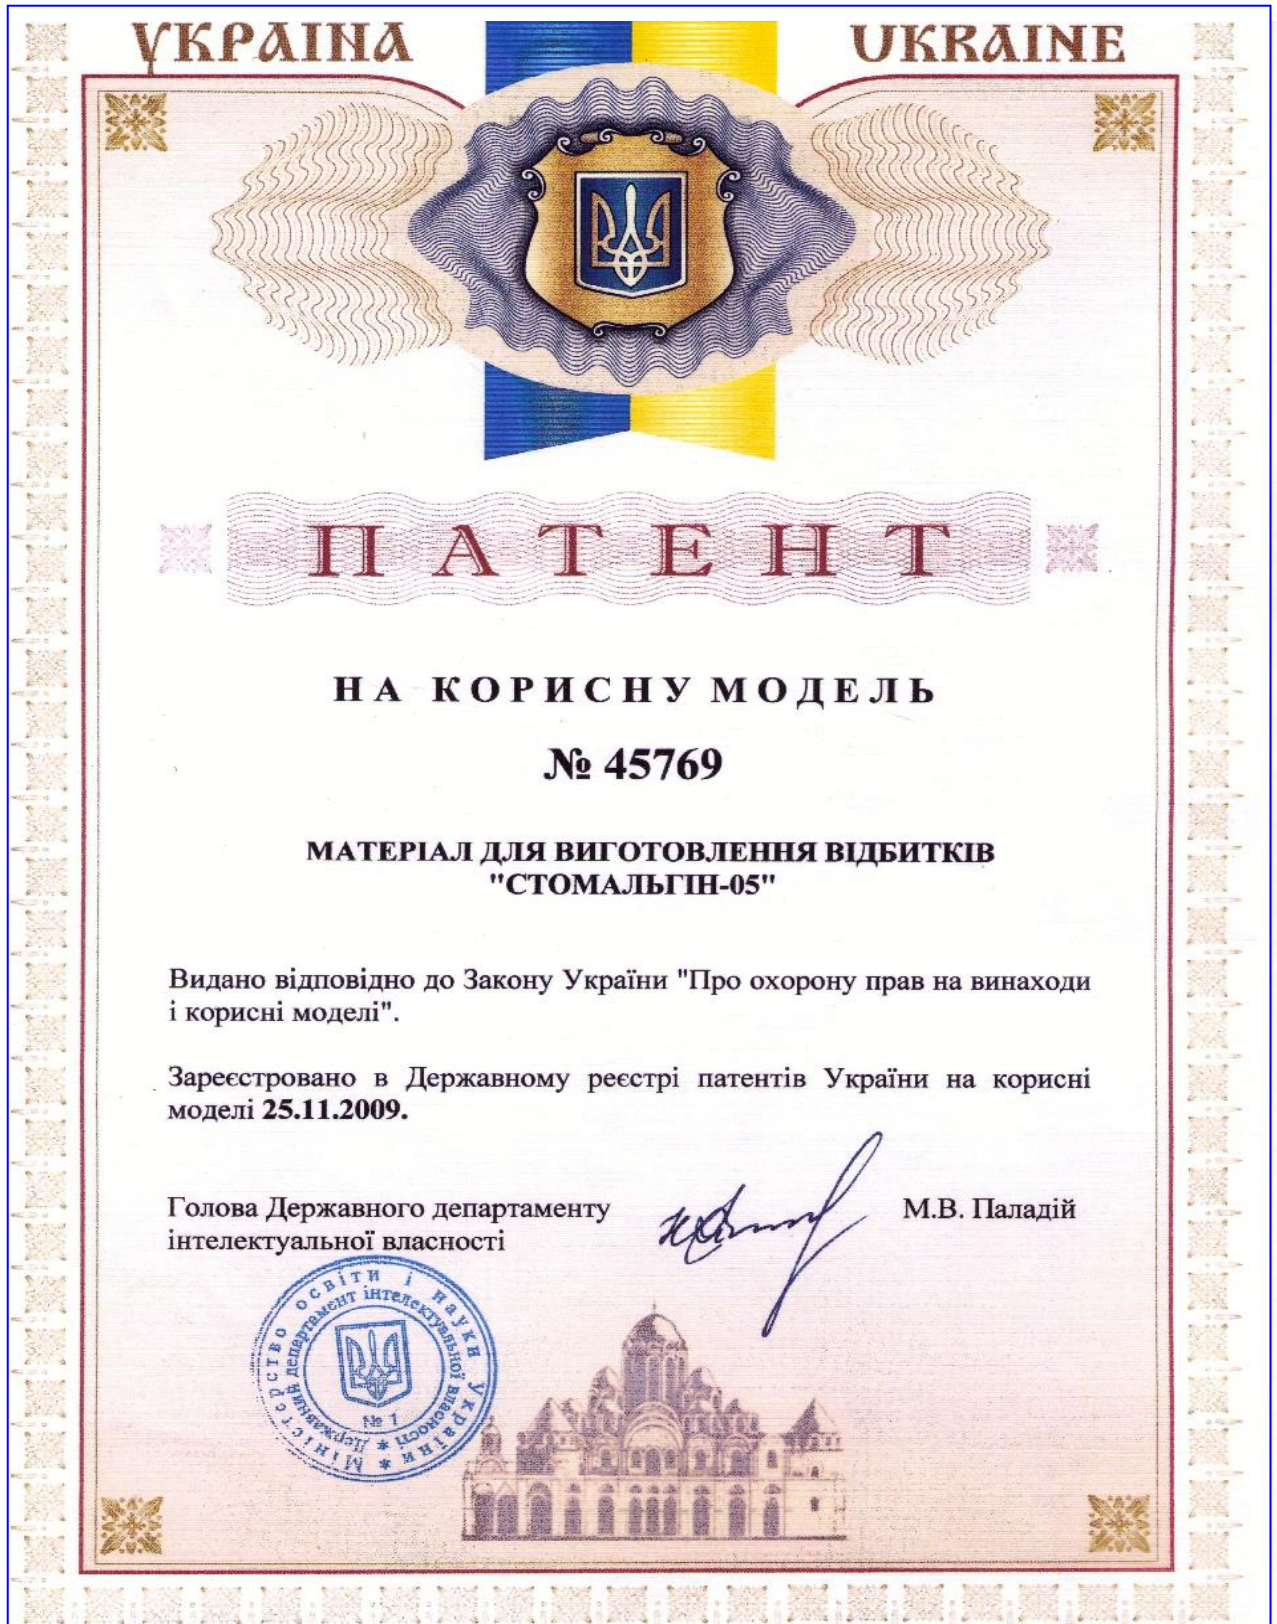 УКРАЇНА
UKRAINE
ПАТЕНТ
НА КОРИСНУ МОДЕЛЬ
№ 45769
МАТЕРІАЛ ДЛЯ ВИГОТОВЛЕННЯ ВІДБИТКІВ
"СТОМАЛЬГІН-05"
Видано відповідно до Закону України "Про охорону прав на винаходи
і корисні моделі".
Зареєстровано в Державному реєстрі патентів України на корисні
моделі 25.11.2009.
Голова Державного департаменту
інтелектуальної власності
М.В. Паладій
Міністерство освіти і науки України *
Державний департамент інтелектуальної власності *
№ 1